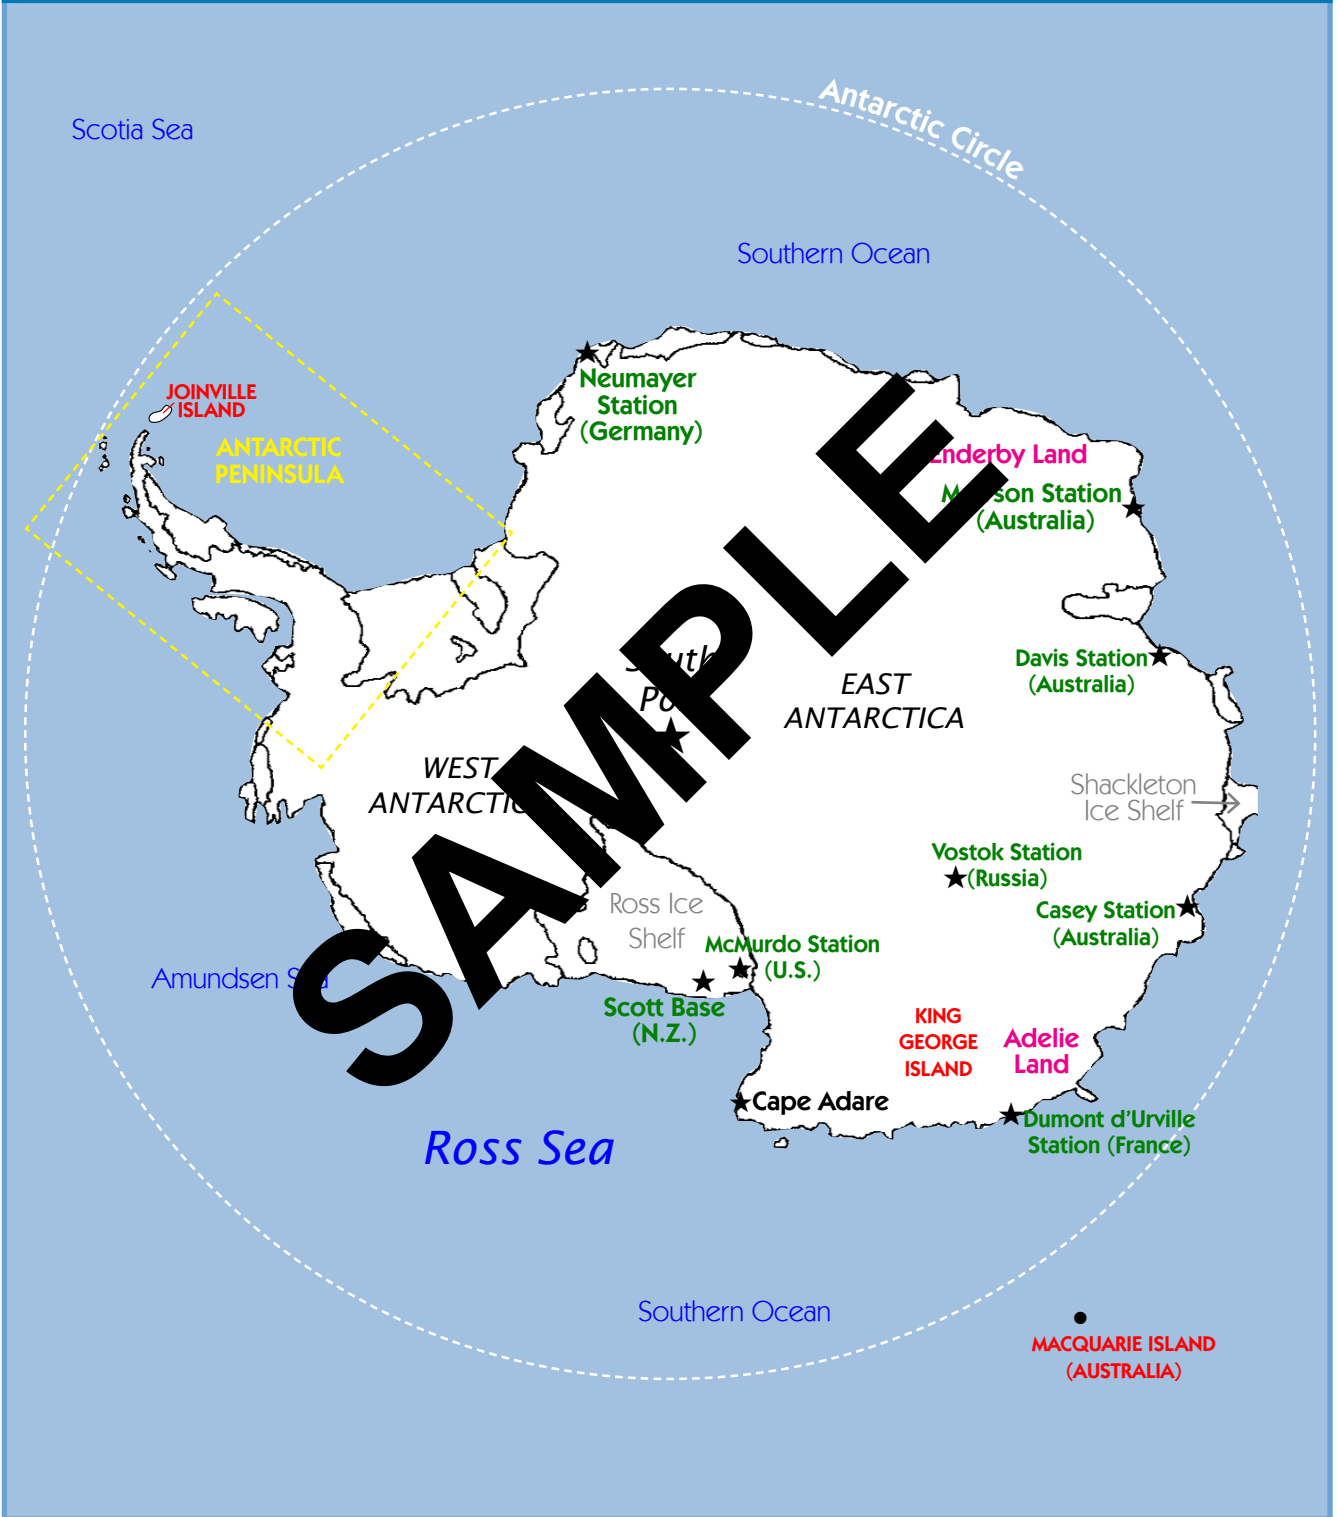 Antarctic Circle
Scotia Sea
Southern Ocean
JOINVILLE
ISLAND
ANTARCTIC
PENINSULA
Neumayer
Station
(Germany)
Enderby Land
Station
(Australia)
South
EAST
ANTARCTICA
Davis Station
(Australia)
WEST
Shackleton
Ice Shelf
Vostok Station
(Russia)
Casey Station
(Australia)
Ross Ice
Shelf
McMurdo Station
(U.S.)
Amundsen Sea
Scott Base
(N.Z.)
KING
GEORGE
ISLAND
Adelie
Land
Cape Adare
Dumont d'Urville
Station (France)
Ross Sea
Southern Ocean
MACQUARIE ISLAND
(AUSTRALIA)
SAMPLE